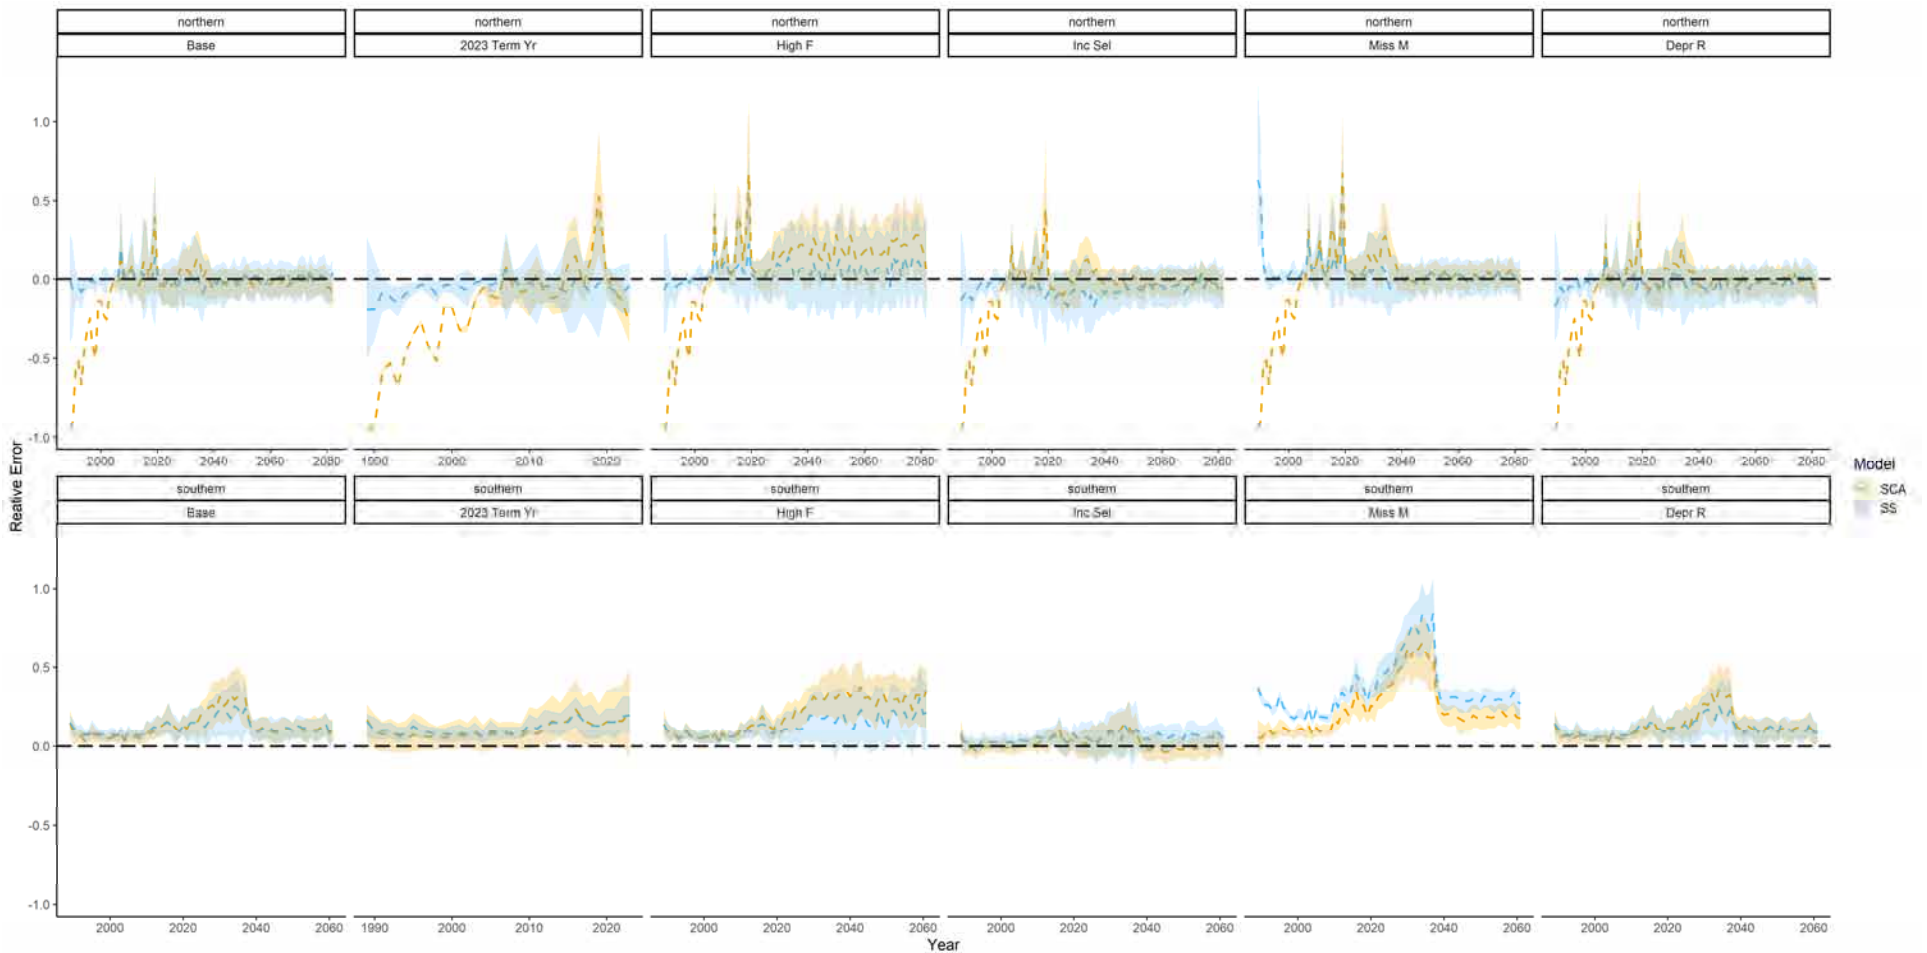 northern northern northern northern northern northern
Base 2023 Term Yr High F Inc Sel Miss M Depr R
1.0
0.5
0.0
-0.5
-1.0
2000 2020 2040 2060 2080 1990 2000 2010 2020 2000 2020 2040 2060 2080 2000 2020 2040 2060 2080 2000 2020 2040 2060 2080 2000 2020 2040 2060 2080
Relative Error
Model
SCA
SS
southern southern southern southern southern southern
Base 2023 Term Yr High F Inc Sel Miss M Depr R
1.0
0.5
0.0
-0.5
-1.0
2000 2020 2040 2060 1990 2000 2010 2020 2000 2020 2040 2060 2000 2020 2040 2060 2000 2020 2040 2060 2000 2020 2040 2060
Year